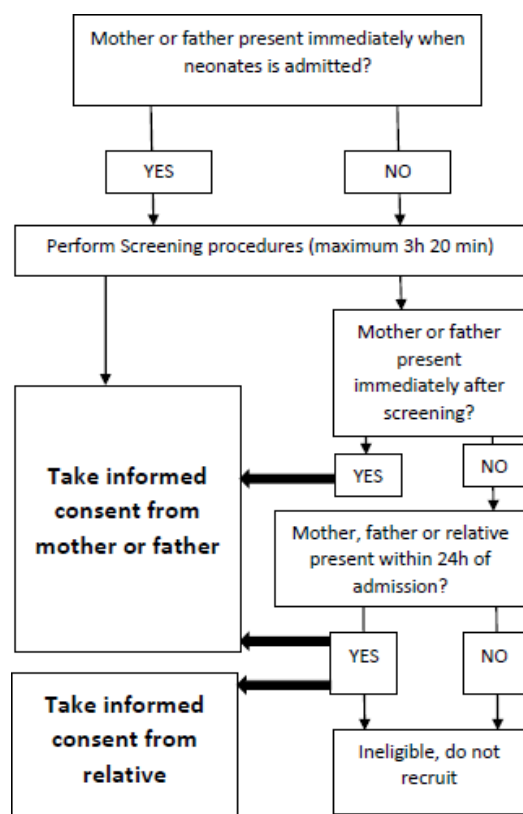 Mother or father present immediately when
neonates is admitted?
YES
NO
Perform Screening procedures (maximum 3h 20 min)
Mother or father
present
immediately after
screening?
Take informed
consent from
mother or father
YES
NO
Mother, father or relative
present within 24h of
admission?
YES
NO
Take informed
consent from
relative
Ineligible, do not
recruit